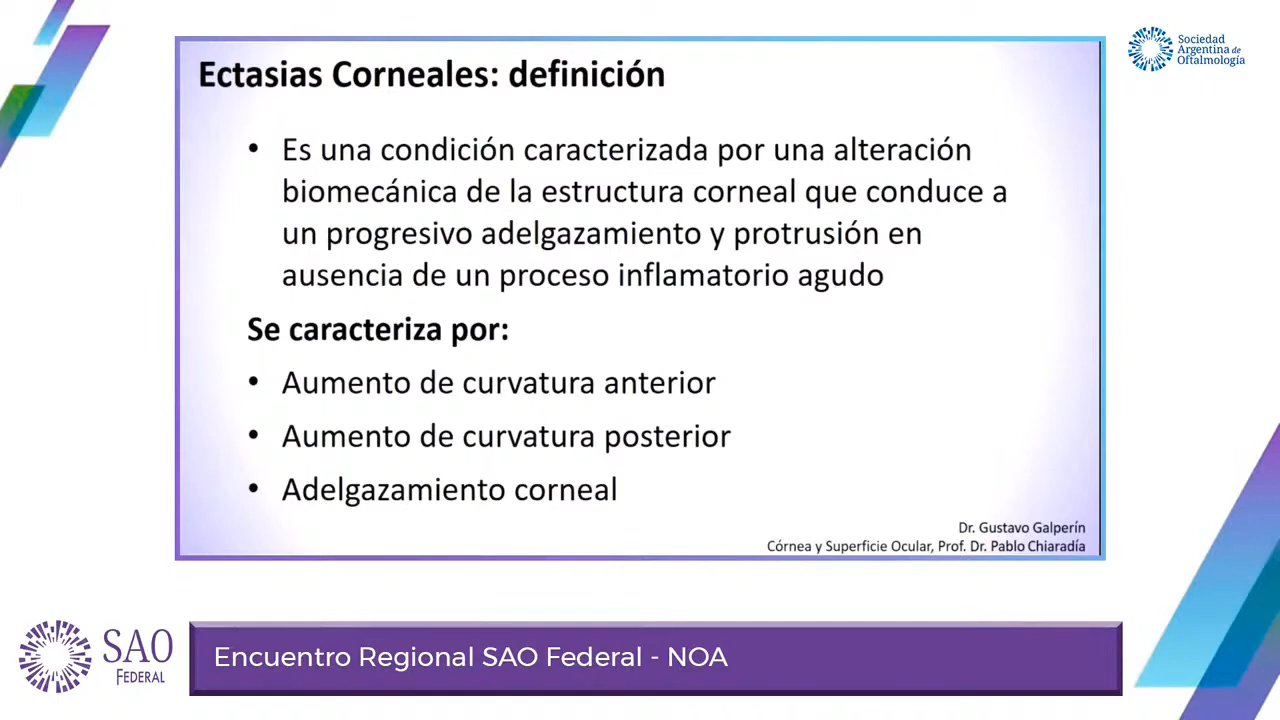 Sociedad
Argentina de
Oftalmología
Ectasias Corneales: definición
• Es una condición caracterizada por una alteración
biomecánica de la estructura corneal que conduce a
un progresivo adelgazamiento y protrusión en
ausencia de un proceso inflamatorio agudo
Se caracteriza por:
• Aumento de curvatura anterior
• Aumento de curvatura posterior
• Adelgazamiento corneal
Dr. Gustavo Galperín
Córnea y Superficie Ocular, Prof. Dr. Pablo Chiaradía
SAO
FEDERAL
Encuentro Regional SAO Federal - NOA